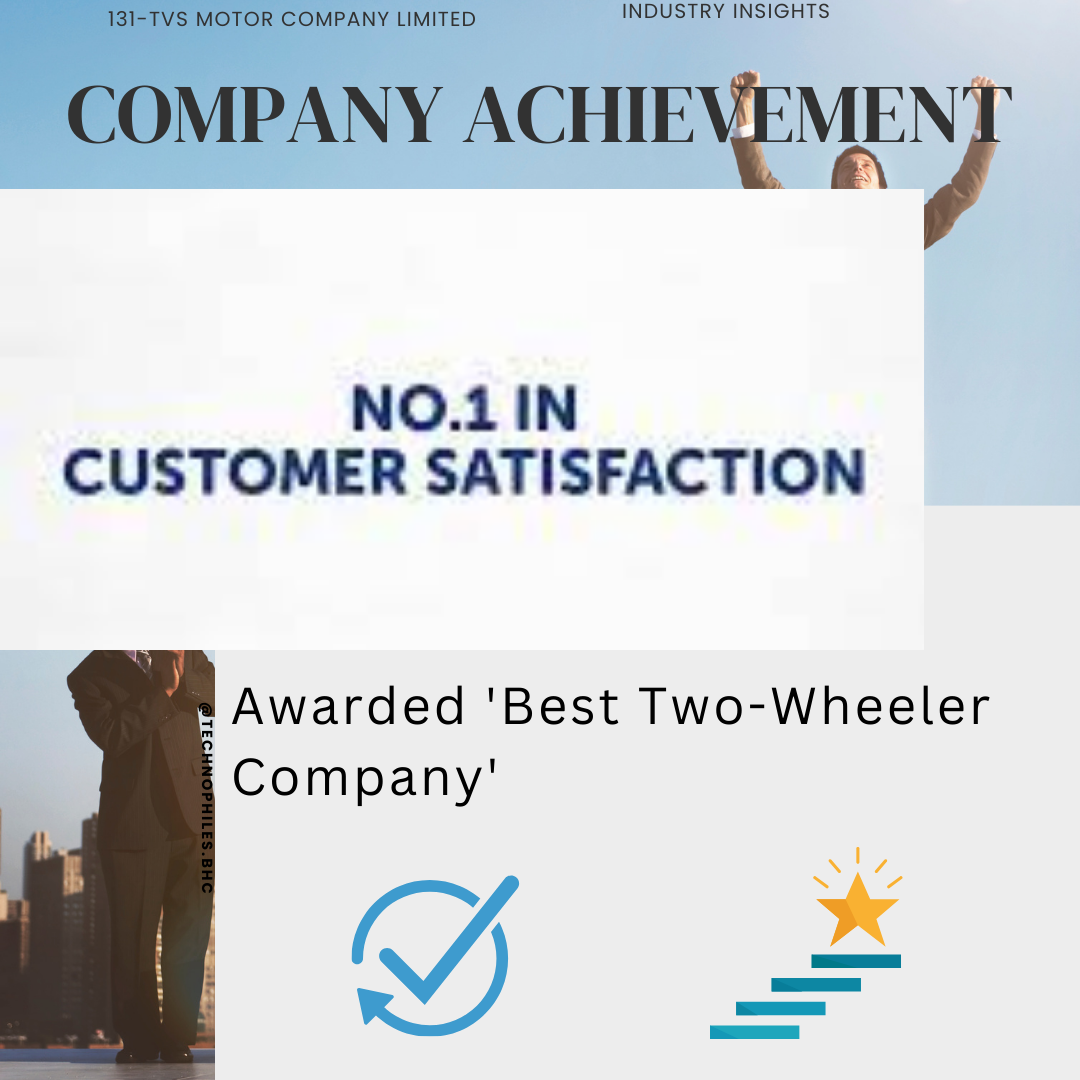 131-TVS MOTOR COMPANY LIMITED
INDUSTRY INSIGHTS
COMPANY ACHIEVEMENT
NO.1 IN
CUSTOMER SATISFACTION
Awarded 'Best Two-Wheeler
Company'
@TECHNOPHILES.BHC